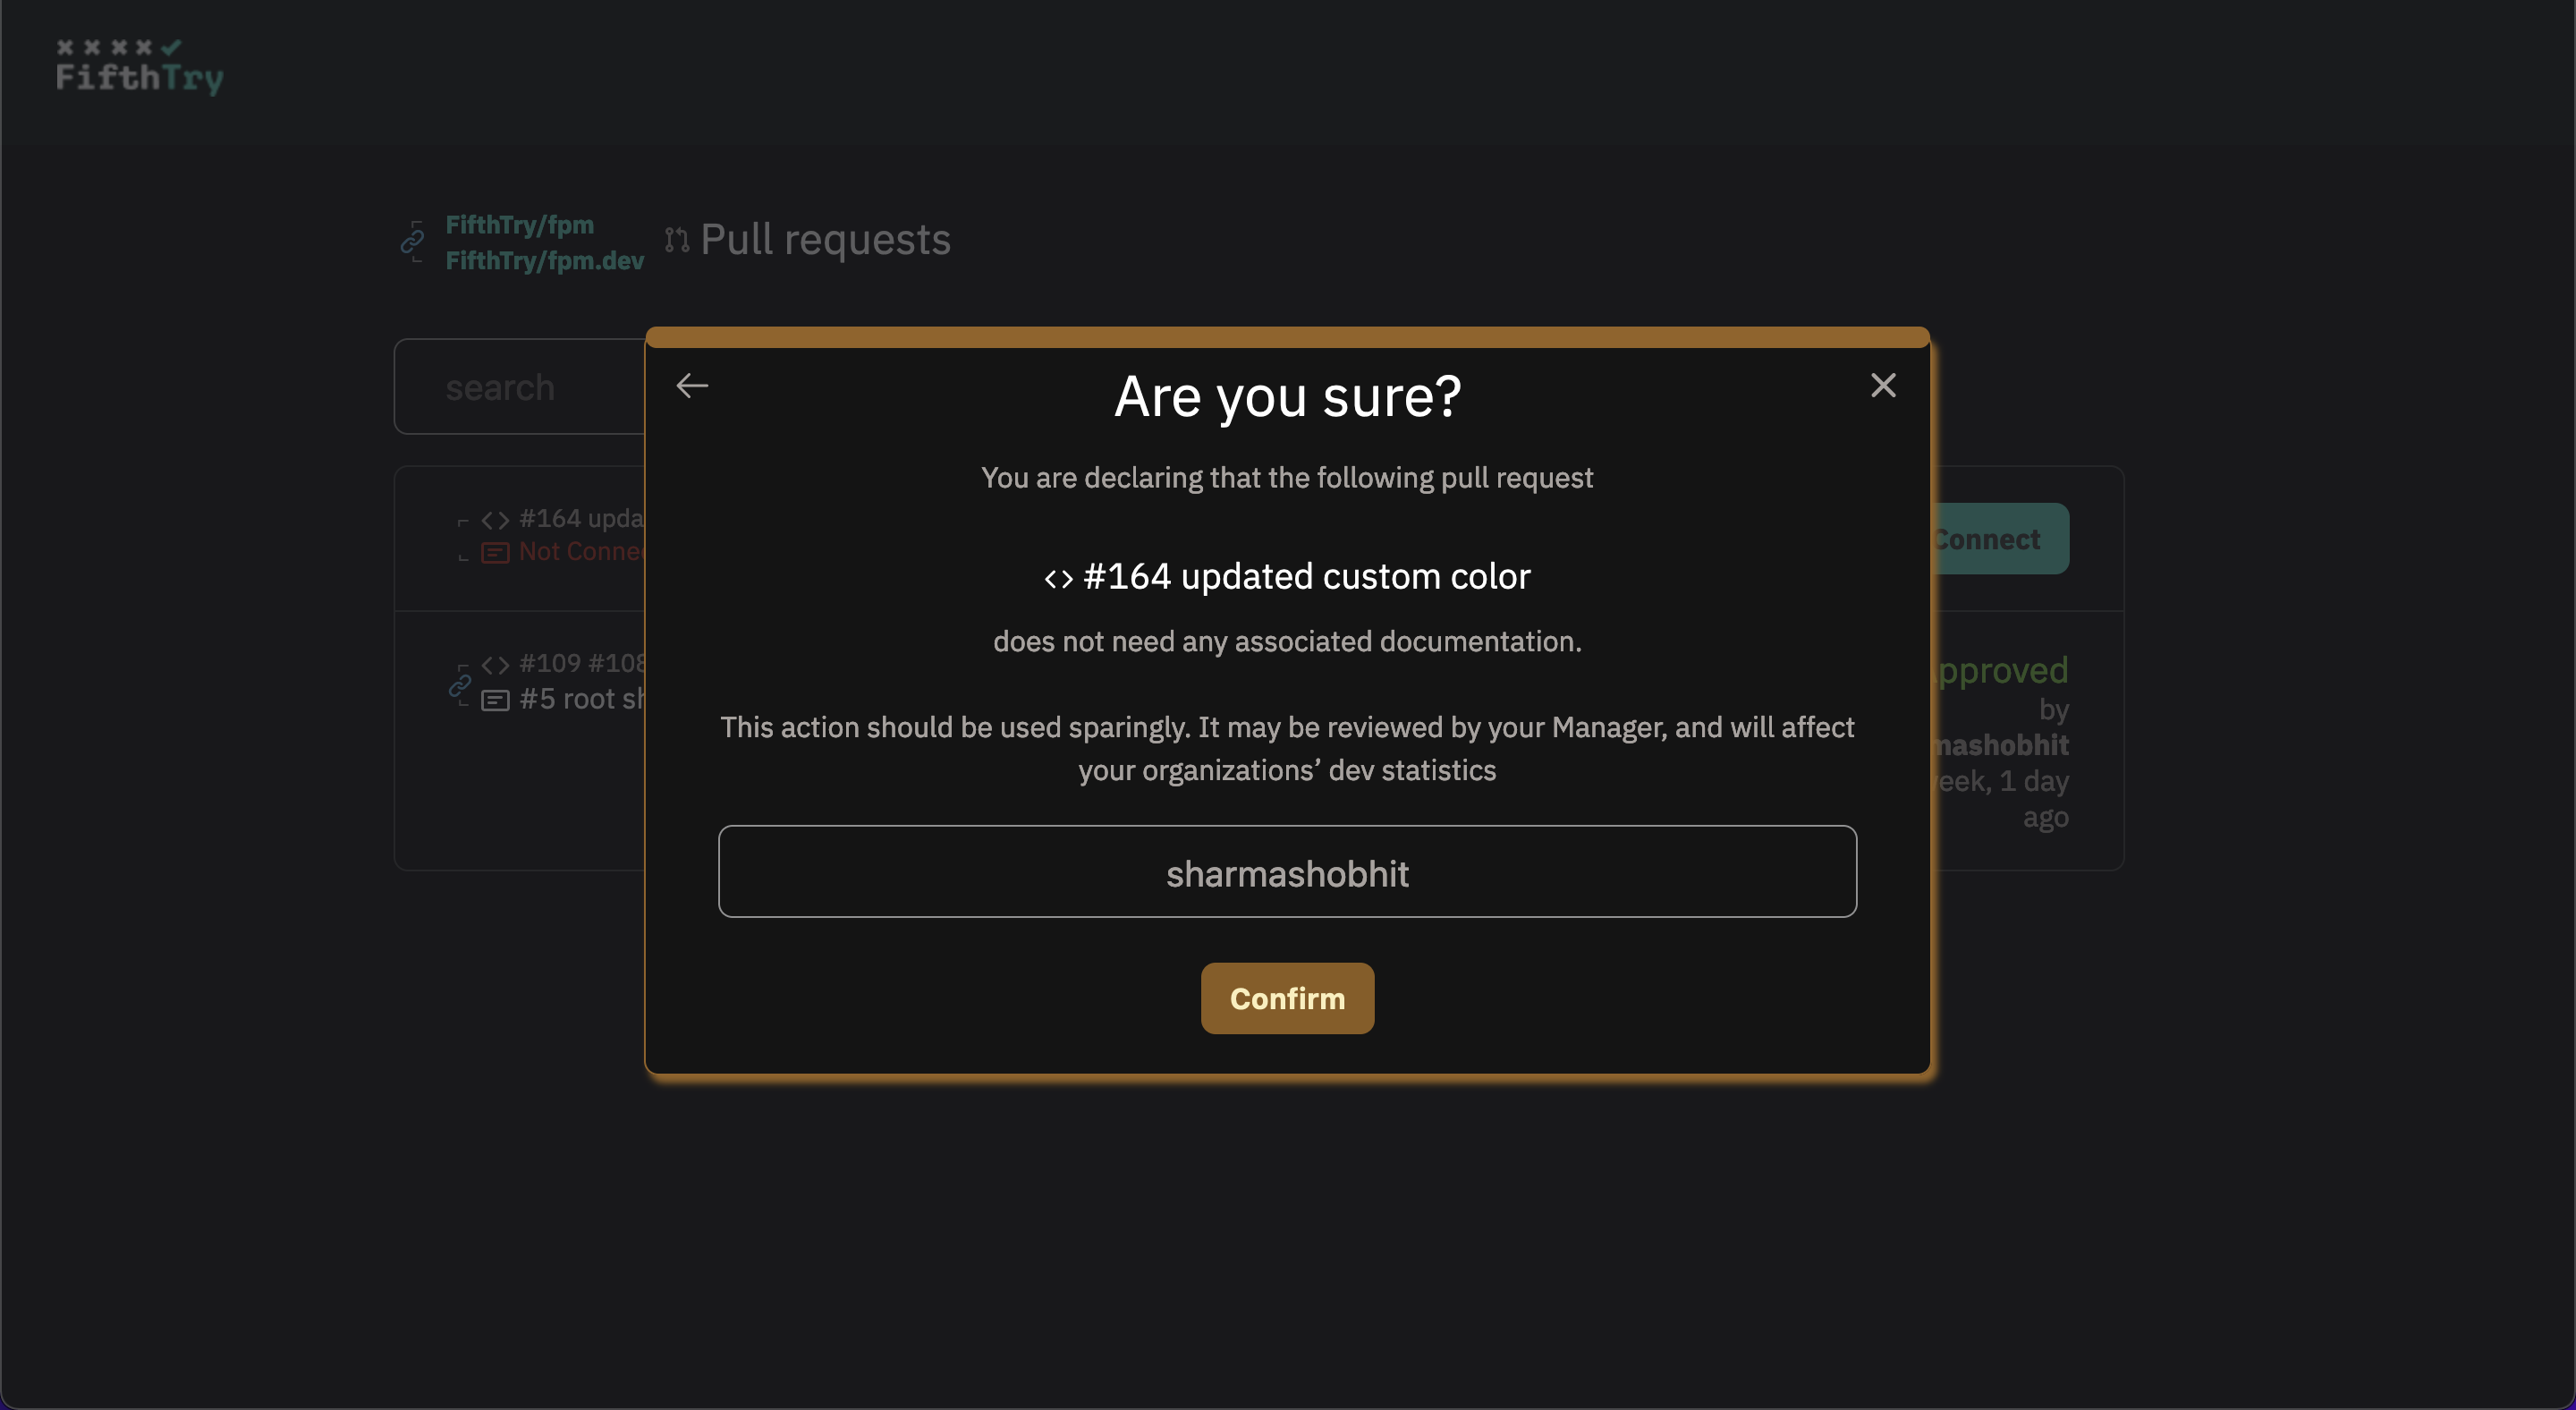 FifthTry
FifthTry/fpm
FifthTry/fpm.dev
Pull requests
search
Are you sure?
You are declaring that the following pull request
#164 updated custom color
does not need any associated documentation.
This action should be used sparingly. It may be reviewed by your Manager, and will affect
your organizations’ dev statistics
sharmashobhit
Confirm
#164 upda
Not Connec
Connect
#109 #108
#5 root sh
pproved
by
mashobhit
eek, 1 day
ago